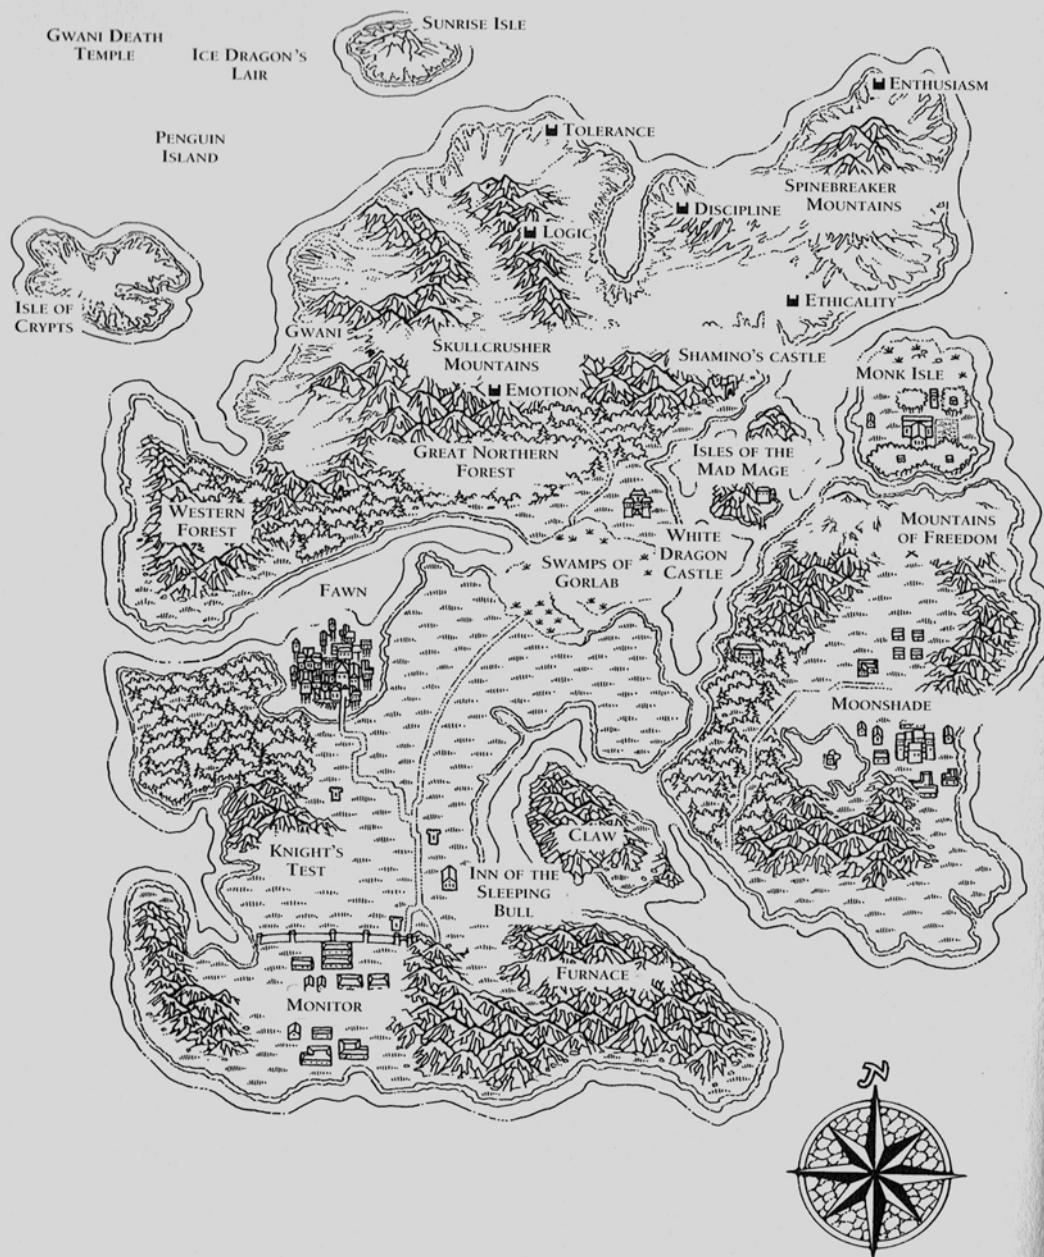 Sunrise Isle
Gwani Death
Temple
Ice Dragon's
Lair
Enthusiasm
Tolerance
Penguin
Island
Spinebreaker
Mountains
Discipline
Logic
Isle of
Crypts
Ethicality
Gwani
Skullcrusher
Mountains
Shamino's castle
Monk Isle
Emotion
Great Northern
Forest
Isles of the
Mad Mage
Western
Forest
Mountains
of Freedom
White
Dragon
Castle
Swamps of
Gorlab
Fawn
Moonshade
Claw
Knight's
Test
Inn of the
Sleeping
Bull
Furnace
Monitor
N